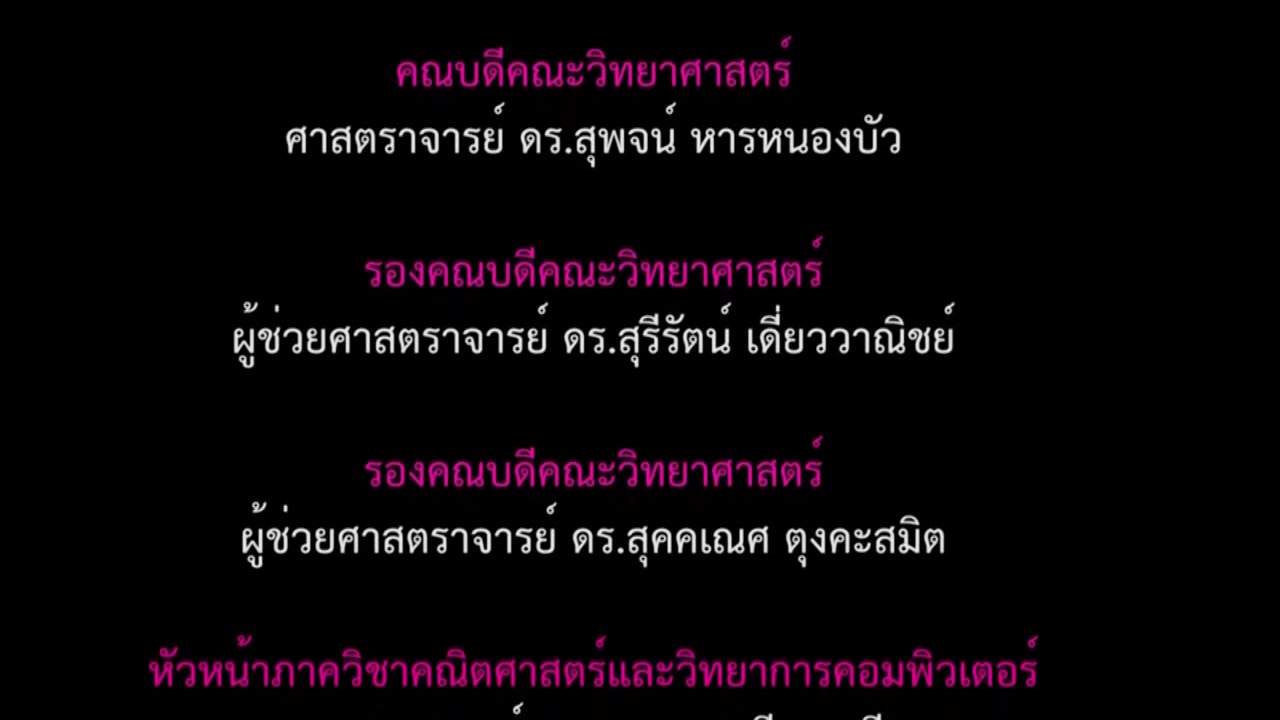 คณบดีคณะวิทยาศาสตร์
ศาสตราจารย์ ดร.สุพจน์ หารหนองบัว
รองคณบดีคณะวิทยาศาสตร์
ผู้ช่วยศาสตราจารย์ ดร.สุรีรัตน์ เดี่ยววาณิชย์
รองคณบดีคณะวิทยาศาสตร์
ผู้ช่วยศาสตราจารย์ ดร.สุคคเณศ ตุงคะสมิต
หัวหน้าภาควิชาคณิตศาสตร์และวิทยาการคอมพิวเตอร์